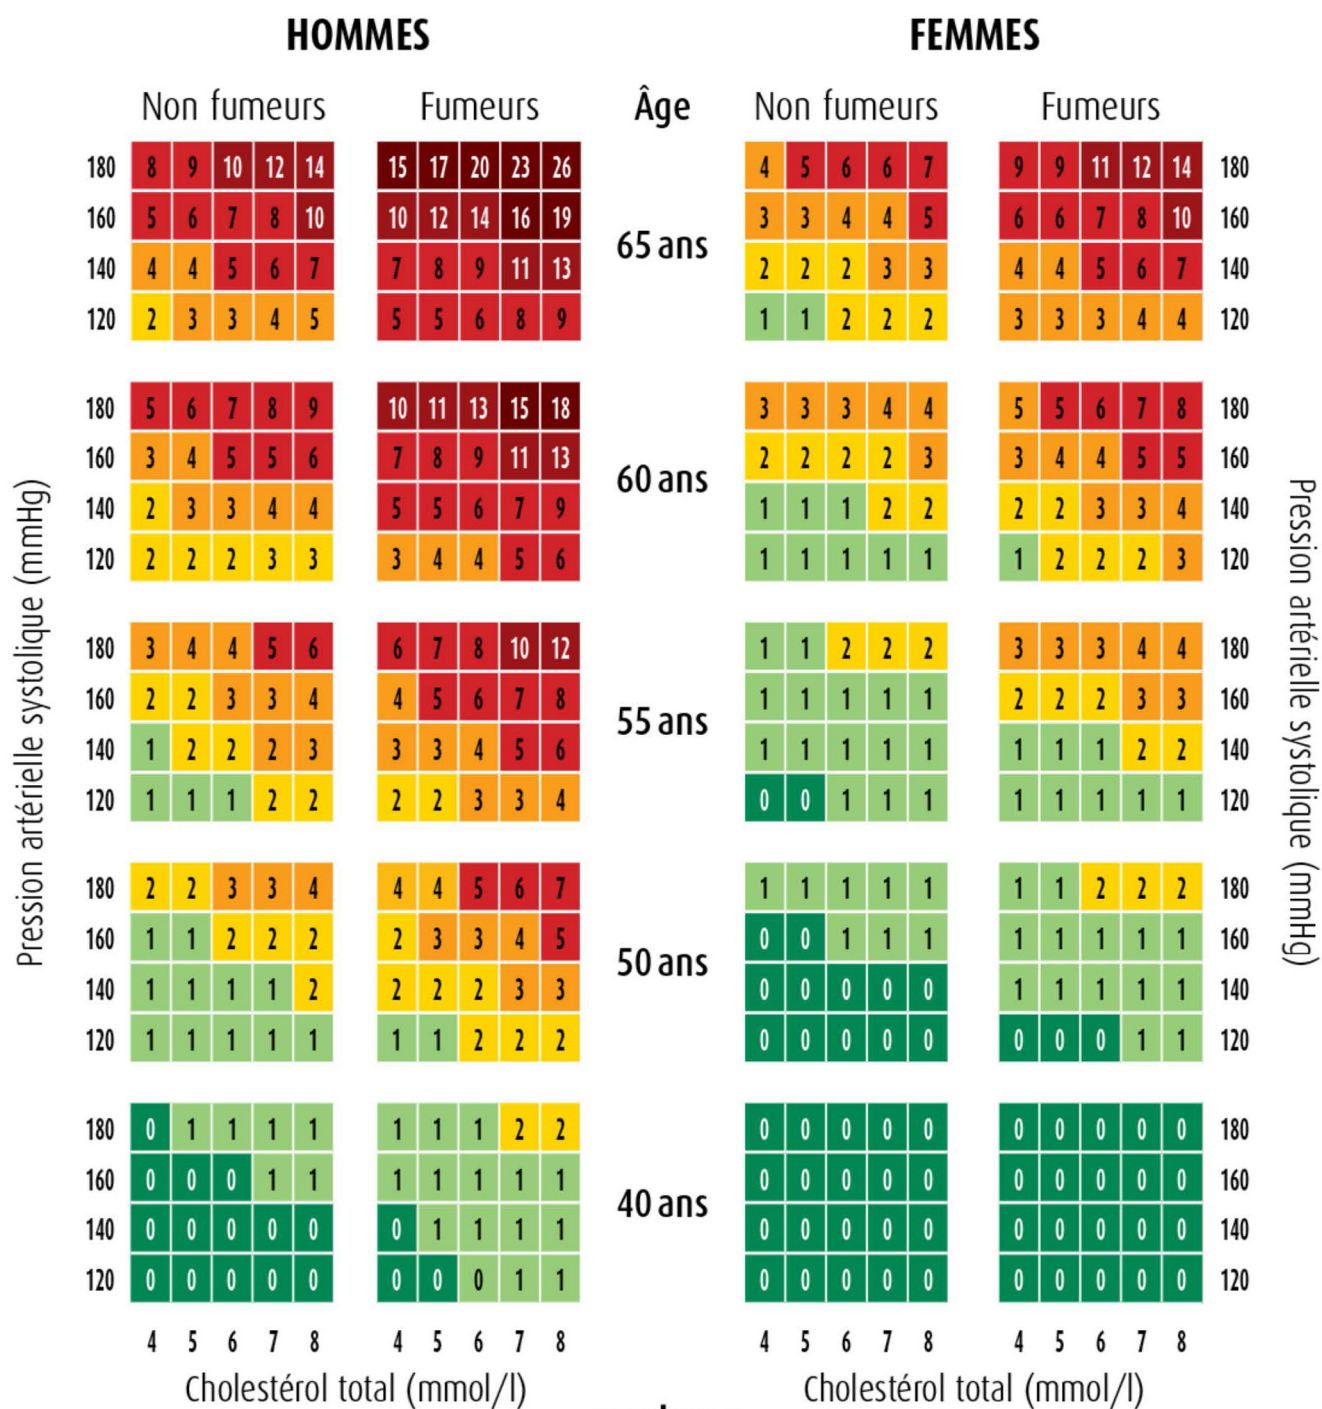 HOMMES FEMMES
Non fumeurs Fumeurs Âge Non fumeurs Fumeurs
180 8 9 10 12 14 15 17 20 23 26 4 5 6 6 7 9 9 11 12 14 180
160 5 6 7 8 10 10 12 14 16 19 3 3 4 4 5 6 6 7 8 10 160
65 ans
140 4 4 5 6 7 7 8 9 11 13 2 2 2 3 3 4 4 5 6 7 140
120 2 3 3 4 5 5 5 6 8 9 1 1 2 2 2 3 3 3 4 4 120
180 5 6 7 8 9 10 11 13 15 18 3 3 3 4 4 5 5 6 7 8 180
160 3 4 5 5 6 7 8 9 11 13 2 2 2 2 3 3 4 4 5 5 160
60 ans
140 2 3 3 4 4 5 5 6 7 9 1 1 1 2 2 2 2 3 3 4 140
120 2 2 2 3 3 3 4 4 5 6 1 1 1 1 1 1 2 2 2 3 120
180 3 4 4 5 6 6 7 8 10 12 1 1 2 2 2 3 3 3 4 4 180
160 2 2 3 3 4 4 5 6 7 8 1 1 1 1 1 2 2 2 3 3 160
55 ans
140 1 2 2 2 3 3 3 4 5 6 1 1 1 1 1 1 1 1 2 2 140
120 1 1 1 2 2 2 2 3 3 4 0 0 1 1 1 1 1 1 1 1 120
180 2 2 3 3 4 4 4 5 6 7 1 1 1 1 1 1 1 2 2 2 180
160 1 1 2 2 2 2 3 3 4 5 0 0 1 1 1 1 1 1 1 1 160
50 ans
140 1 1 1 1 2 2 2 2 3 3 0 0 0 0 0 1 1 1 1 1 140
120 1 1 1 1 1 1 1 2 2 2 0 0 0 0 0 0 0 0 1 1 120
180 0 1 1 1 1 1 1 1 2 2 0 0 0 0 0 0 0 0 0 0 180
160 0 0 0 1 1 1 1 1 1 1 0 0 0 0 0 0 0 0 0 0 160
40 ans
140 0 0 0 0 0 0 1 1 1 1 0 0 0 0 0 0 0 0 0 0 140
120 0 0 0 0 0 0 0 0 1 1 0 0 0 0 0 0 0 0 0 0 120
4 5 6 7 8 4 5 6 7 8 4 5 6 7 8 4 5 6 7 8
Cholestérol total (mmol/l) Cholestérol total (mmol/l)
Pression artérielle systolique (mmHg)
Pression artérielle systolique (mmHg)